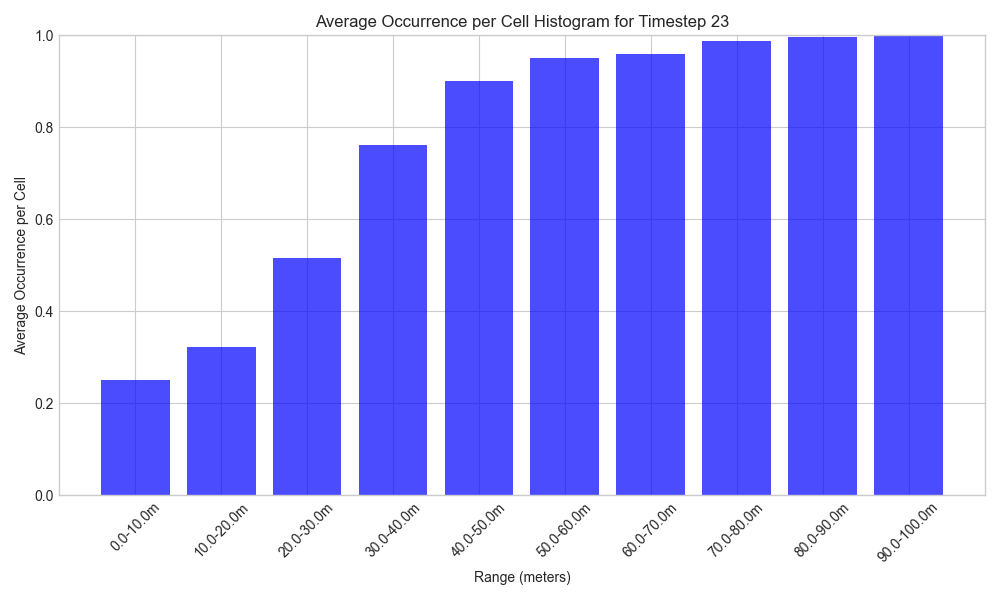 Average Occurrence per Cell Histogram for Timestep 23
Average Occurrence per Cell
1.0
0.8
0.6
0.4
0.2
0.0
0.0-10.0m
10.0-20.0m
20.0-30.0m
30.0-40.0m
40.0-50.0m
50.0-60.0m
60.0-70.0m
70.0-80.0m
80.0-90.0m
90.0-100.0m
Range (meters)